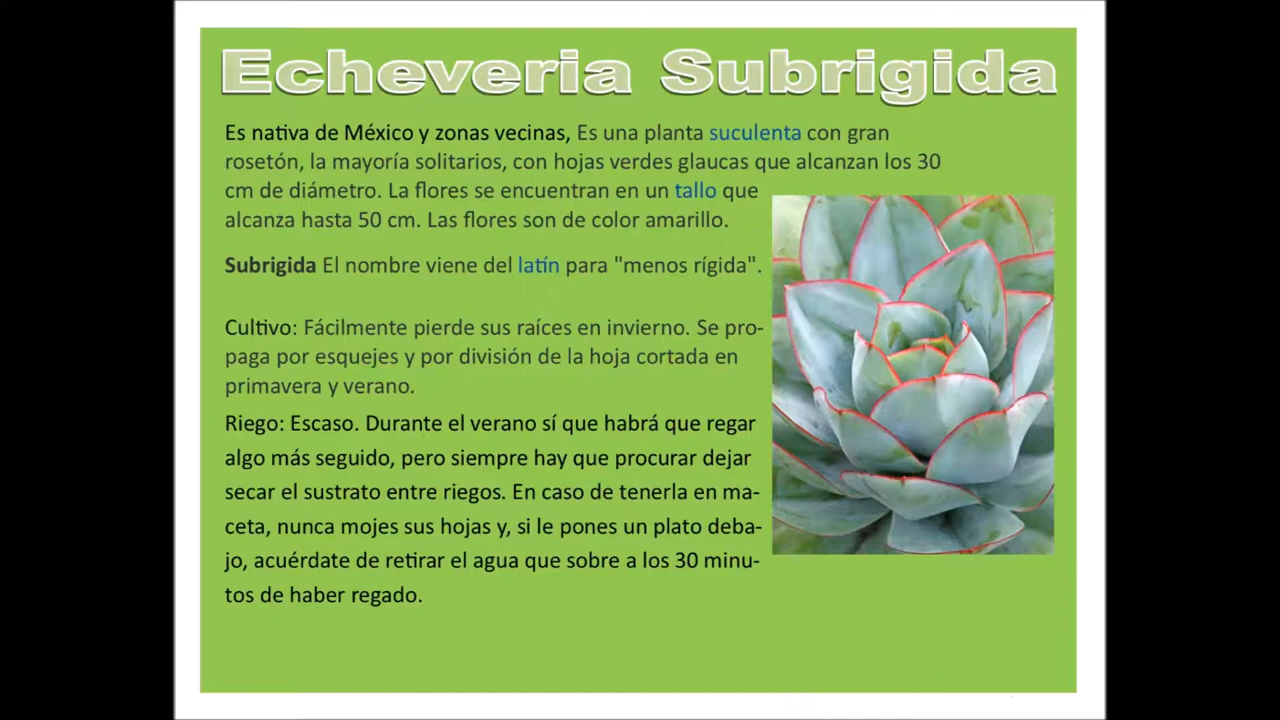 Echeveria Subrigida
Es nativa de México y zonas vecinas, Es una planta suculenta con gran
rosetón, la mayoría solitarios, con hojas verdes glaucas que alcanzan los 30
cm de diámetro. La flores se encuentran en un tallo que
alcanza hasta 50 cm. Las flores son de color amarillo.
Subrigida El nombre viene del latín para "menos rígida".
Cultivo: Fácilmente pierde sus raíces en invierno. Se pro-
paga por esquejes y por división de la hoja cortada en
primavera y verano.
Riego: Escaso. Durante el verano sí que habrá que regar
algo más seguido, pero siempre hay que procurar dejar
secar el sustrato entre riegos. En caso de tenerla en ma-
ceta, nunca mojes sus hojas y, si le pones un plato deba-
jo, acuérdate de retirar el agua que sobre a los 30 minu-
tos de haber regado.